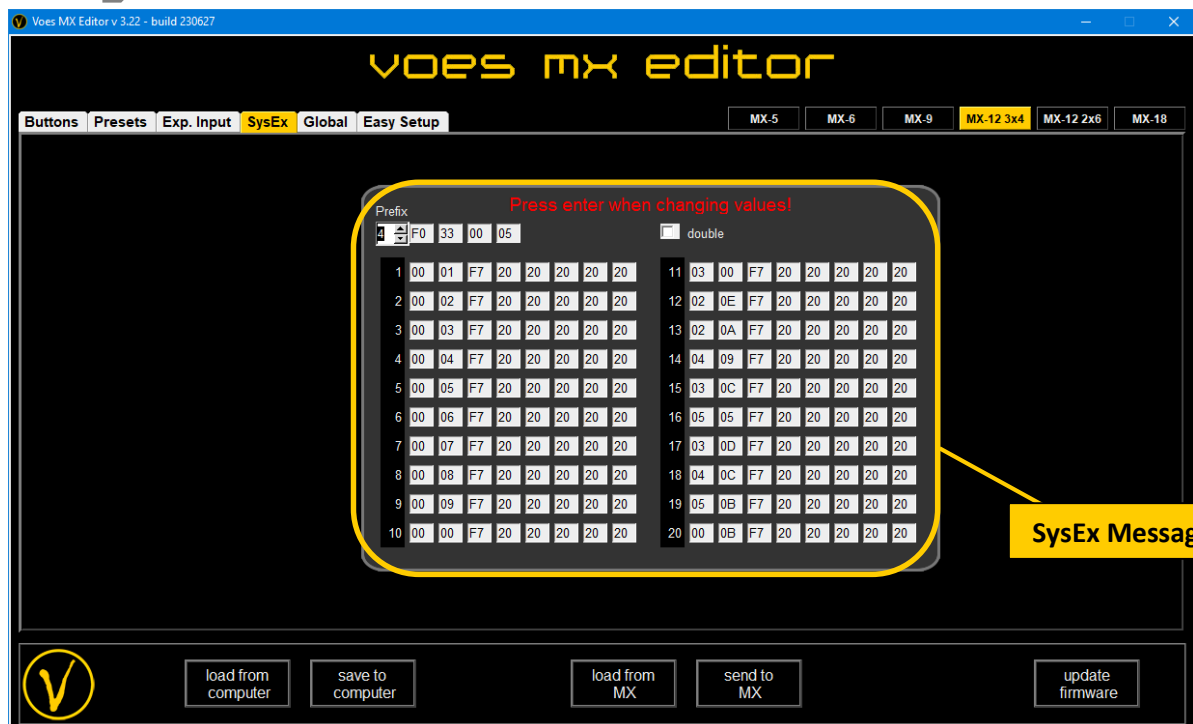 Voes MX Editor v 3.22 - build 230627
voes mx editor
Buttons Presets Exp. Input SysEx Global Easy Setup MX-5 MX-6 MX-9 MX-12 3x4 MX-12 2x6 MX-18
Press enter when changing values!
Prefix
4 F0 33 00 05 double
1 00 01 F7 20 20 20 20 20 11 03 00 F7 20 20 20 20 20
2 00 02 F7 20 20 20 20 20 12 02 0E F7 20 20 20 20 20
3 00 03 F7 20 20 20 20 20 13 02 0A F7 20 20 20 20 20
4 00 04 F7 20 20 20 20 20 14 04 09 F7 20 20 20 20 20
5 00 05 F7 20 20 20 20 20 15 03 0C F7 20 20 20 20 20
6 00 06 F7 20 20 20 20 20 16 05 05 F7 20 20 20 20 20
7 00 07 F7 20 20 20 20 20 17 03 0D F7 20 20 20 20 20
8 00 08 F7 20 20 20 20 20 18 04 0C F7 20 20 20 20 20
9 00 09 F7 20 20 20 20 20 19 05 0B F7 20 20 20 20 20
10 00 00 F7 20 20 20 20 20 20 00 0B F7 20 20 20 20 20
SysEx Messag
V
load from
computer
save to
computer
load from
MX
send to
MX
update
firmware